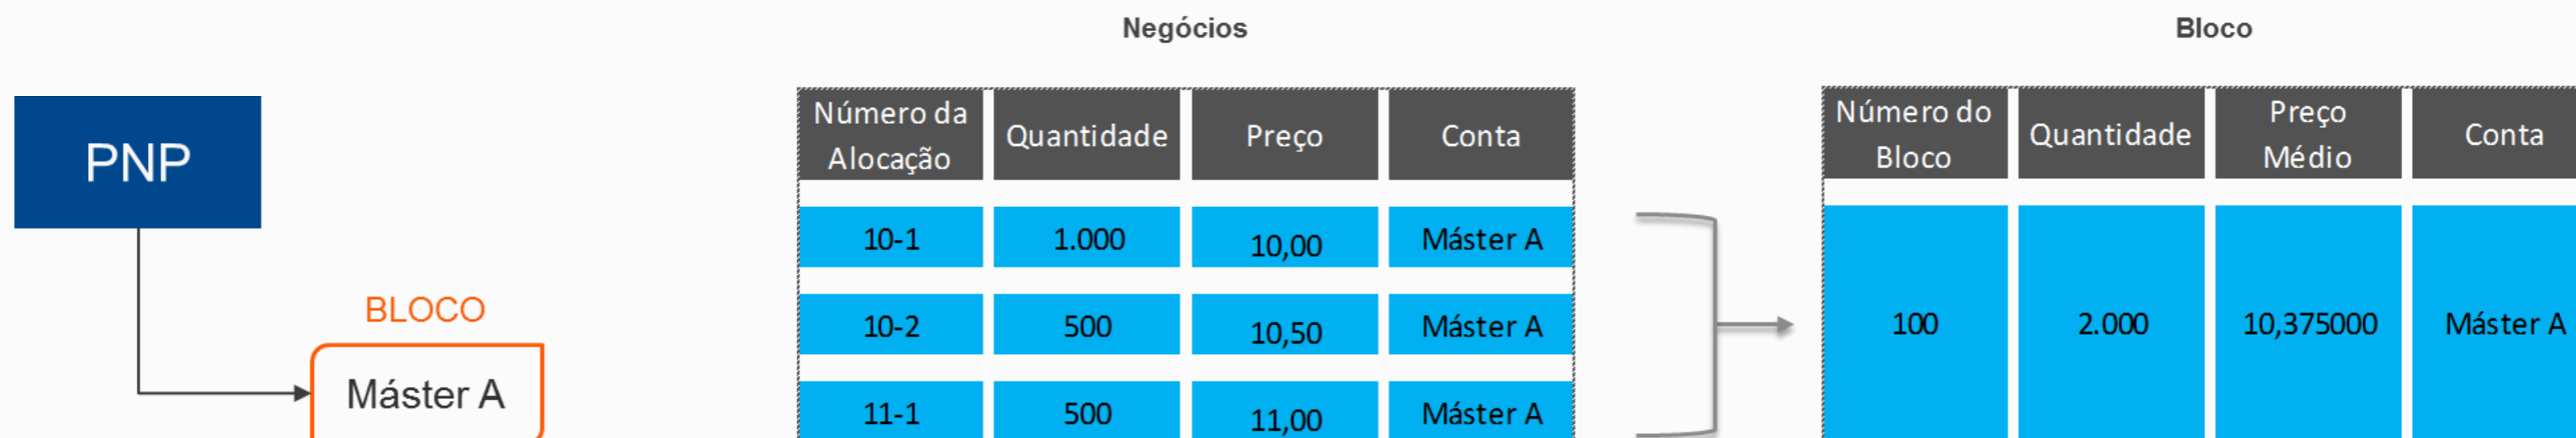 Negócios
Bloco
PNP
BLOCO
Máster A
Número da
Alocação
Quantidade
Preço
Conta
10-1
1.000
10,00
Máster A
10-2
500
10,50
Máster A
11-1
500
11,00
Máster A
Número do
Bloco
Quantidade
Preço
Médio
Conta
100
2.000
10,375000
Máster A